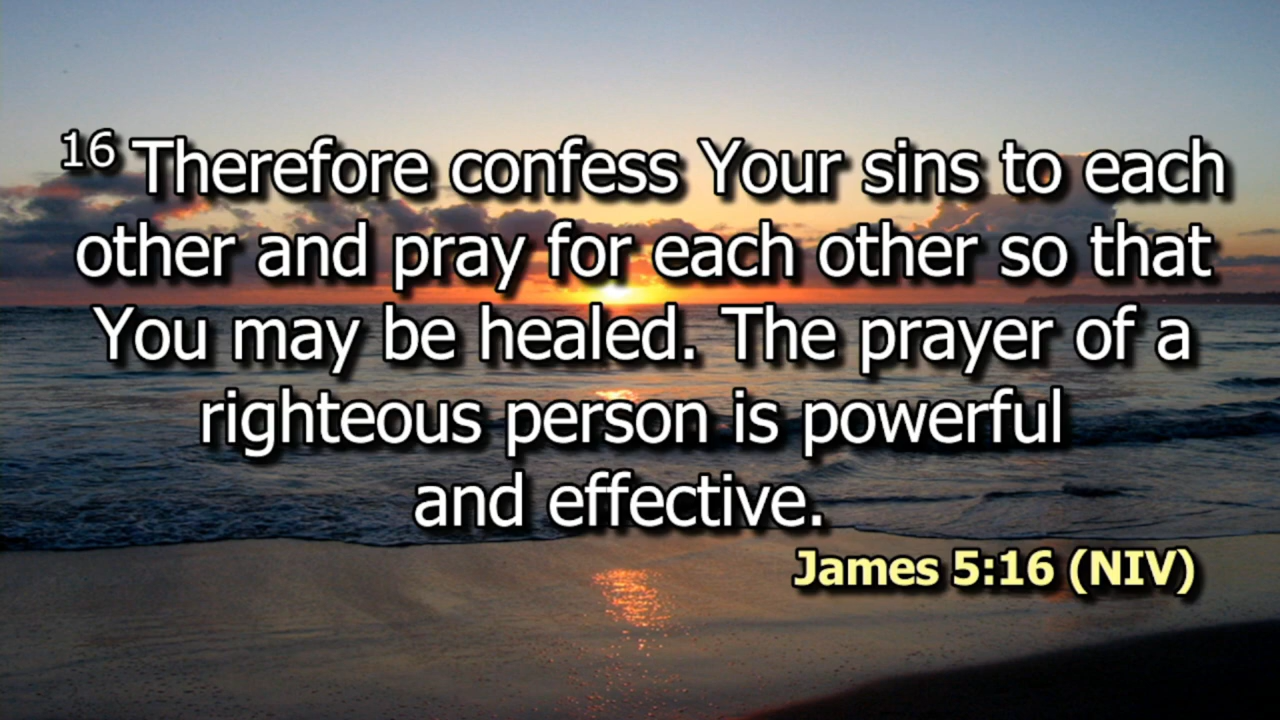 16 Therefore confess Your sins to each
other and pray for each other so that
You may be healed. The prayer of a
righteous person is powerful
and effective.
James 5:16 (NIV)